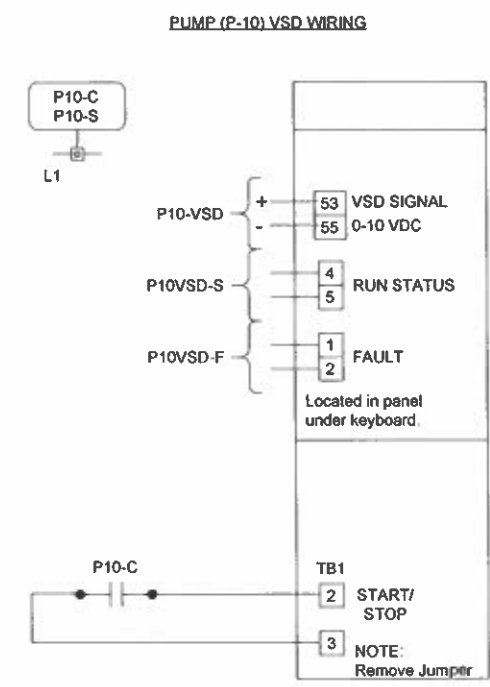 PUMP (P-10) VSD WIRING
P10-C
P10-S
L1
P10-VSD
+
-
53 VSD SIGNAL
55 0-10 VDC
P10VSD-S
4
5
RUN STATUS
P10VSD-F
1
2
FAULT
Located in panel
under keyboard.
P10-C
TB1
2 START/
STOP
3 NOTE:
Remove Jumper